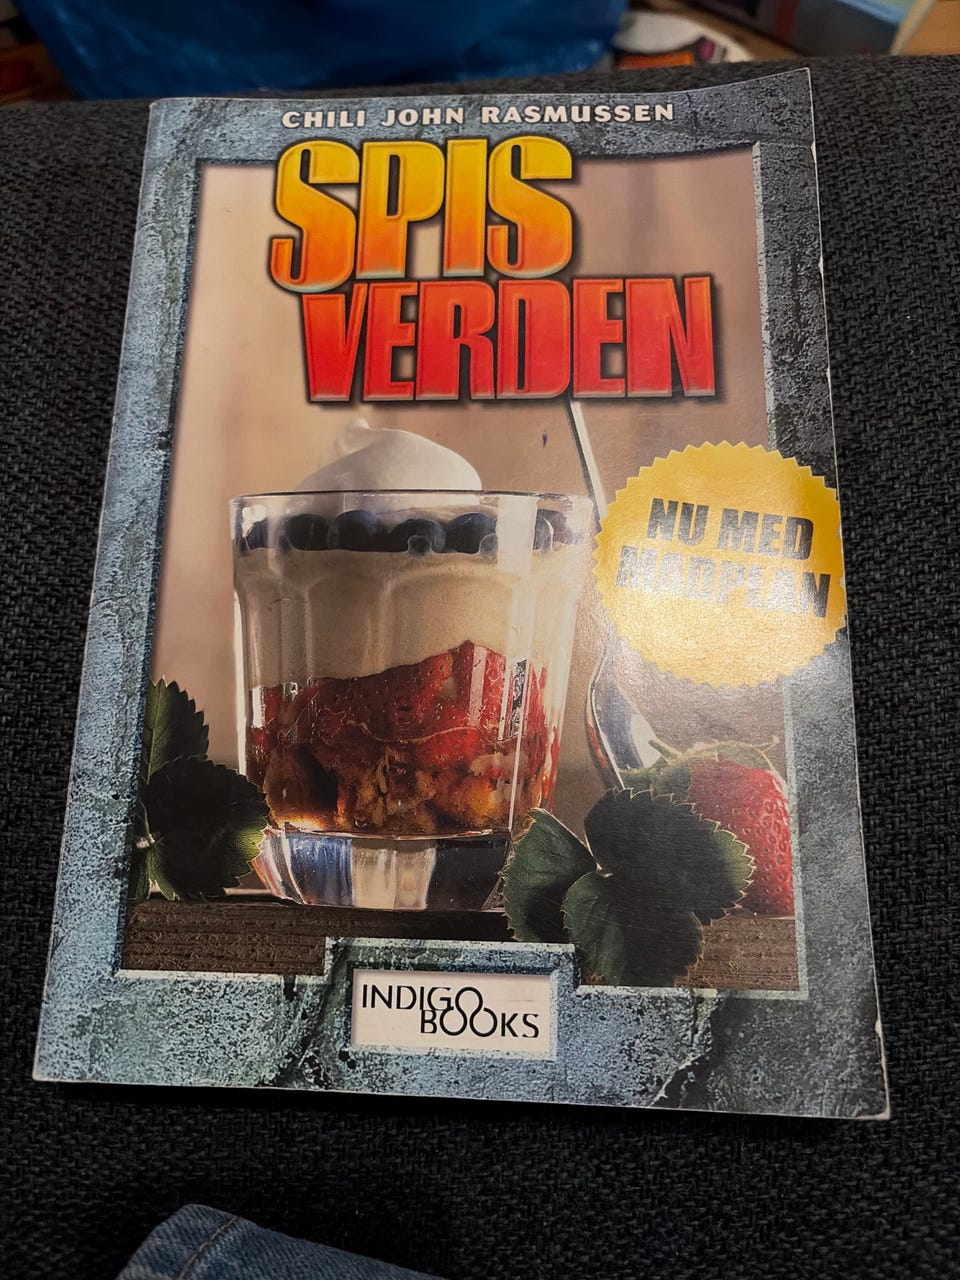 CHILI JOHN RASMUSSEN
SPIS
VERDEN
NU MED
MADPLAN
INDIGO
BOOKS